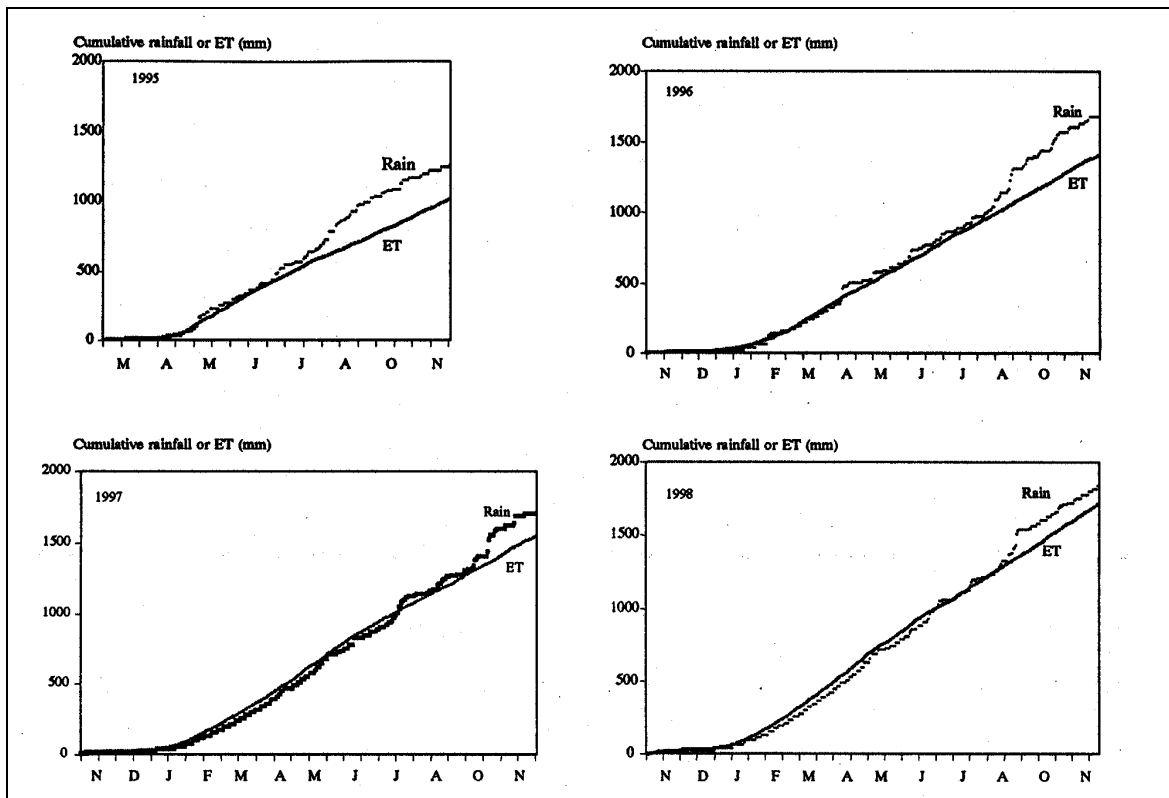 Cumulative rainfall or ET (mm)
2000
1995
1500
Rain
1000
ET
500
0
M A M J J A O N
Cumulative rainfall or ET (mm)
2000
1996
Rain
1500
ET
1000
500
0
N D J F M A M J J A O N
Cumulative rainfall or ET (mm)
2000
1997
Rain
1500
ET
1000
500
0
N D J F M A M J J A O N
Cumulative rainfall or ET (mm)
2000
1998
Rain
1500
ET
1000
500
0
N D J F M A M J J A O N